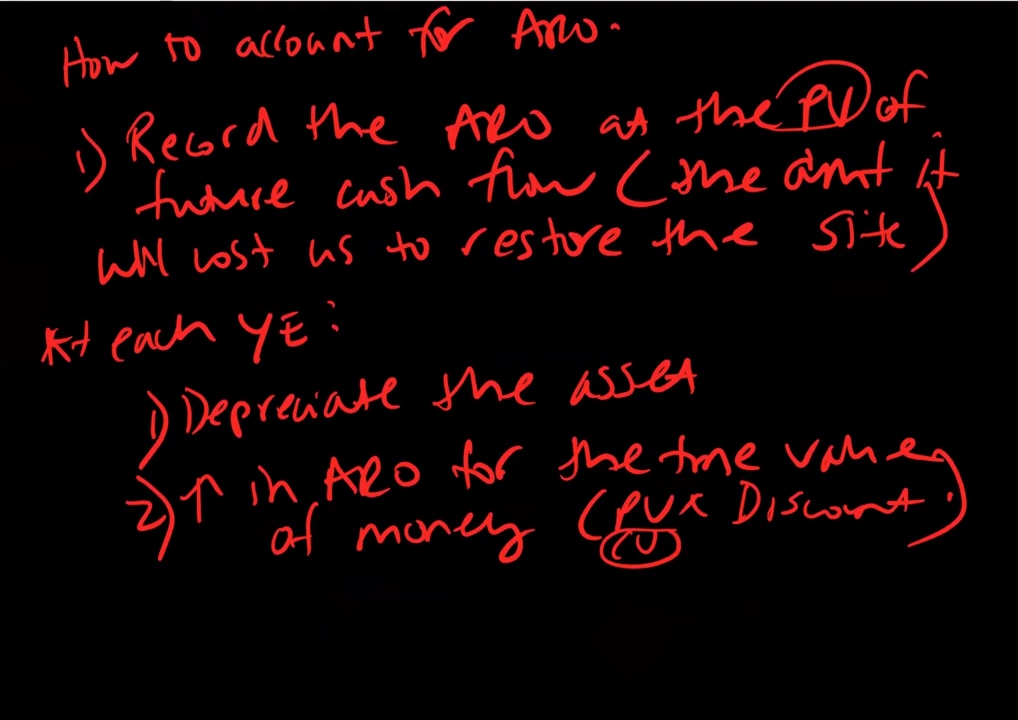 How to account for ARO.
1) Record the ARO at the PV of
future cash flow (the amnt it
will cost us to restore the site)
At each YE:
1) Depreciate the asset
2) ↑ in ARO for the time value
of money (PV x Discount.)
CV